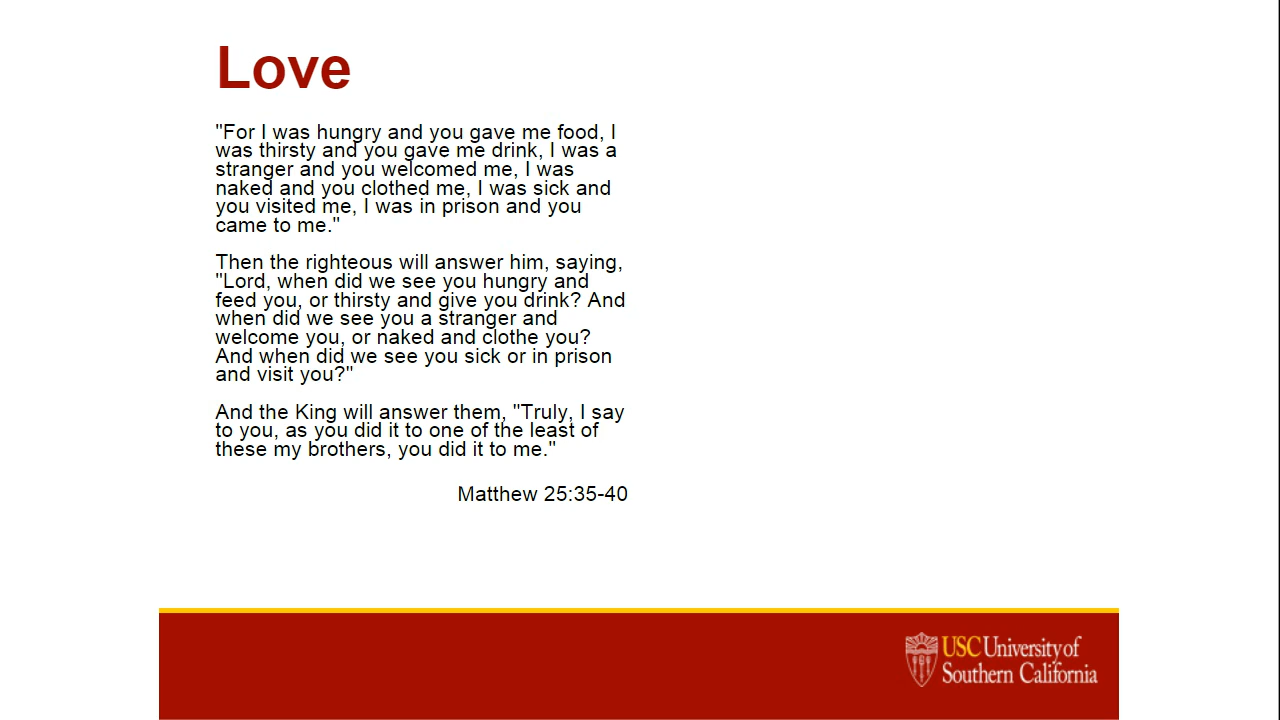 Love
"For I was hungry and you gave me food, I
was thirsty and you gave me drink, I was a
stranger and you welcomed me, I was
naked and you clothed me, I was sick and
you visited me, I was in prison and you
came to me."
Then the righteous will answer him, saying,
"Lord, when did we see you hungry and
feed you, or thirsty and give you drink? And
when did we see you a stranger and
welcome you, or naked and clothe you?
And when did we see you sick or in prison
and visit you?"
And the King will answer them, "Truly, I say
to you, as you did it to one of the least of
these my brothers, you did it to me."
Matthew 25:35-40
USC University of
Southern California